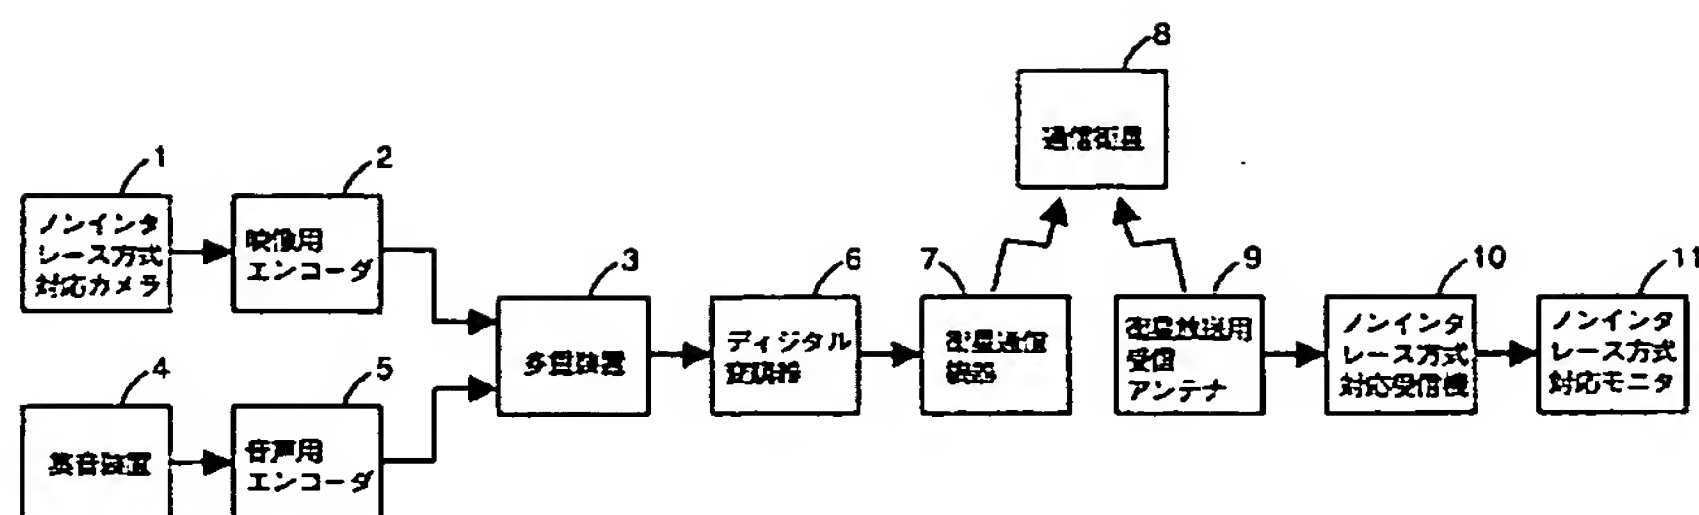 8
通信衛星
1
ノンインタ
レース方式
対応カメラ
2
映像用
エンコーダ
3
多重装置
6
ディジタル
変調器
7
衛星通信
機器
9
衛星放送用
受信
アンテナ
10
ノンインタ
レース方式
対応受信機
11
ノンインタ
レース方式
対応モニタ
4
集音装置
5
音声用
エンコーダ